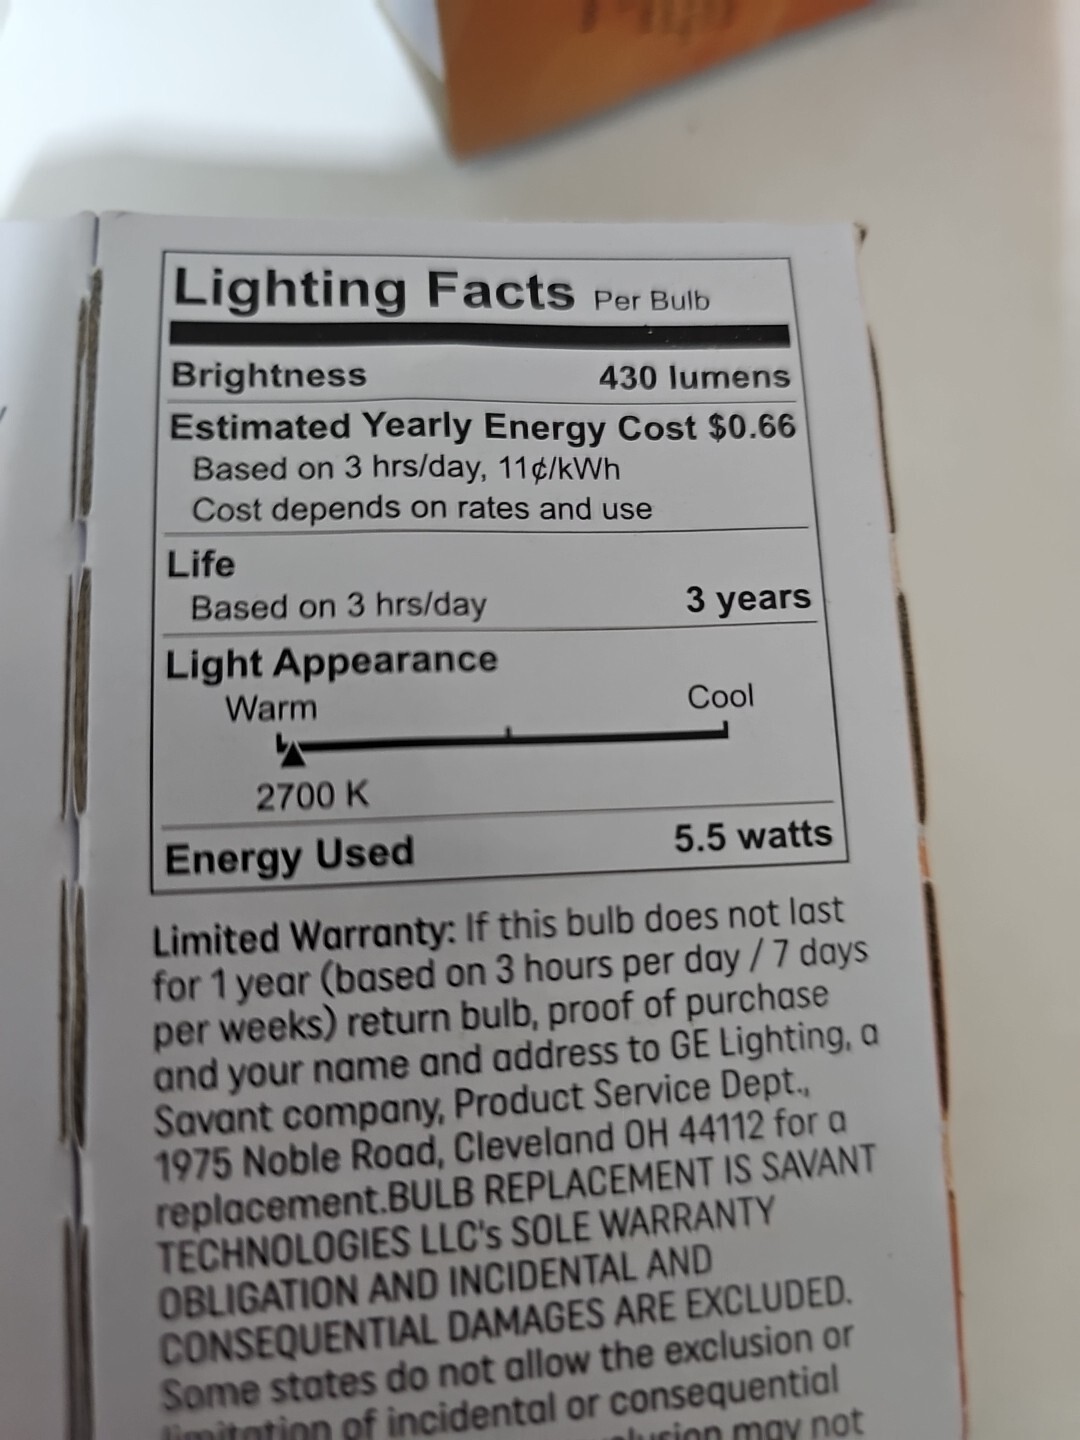 Lighting Facts Per Bulb
Brightness 430 lumens
Estimated Yearly Energy Cost $0.66
Based on 3 hrs/day, 11¢/kWh
Cost depends on rates and use
Life
Based on 3 hrs/day 3 years
Light Appearance
Warm Cool
2700 K
Energy Used 5.5 watts
Limited Warranty: If this bulb does not last
for 1 year (based on 3 hours per day / 7 days
per weeks) return bulb, proof of purchase
and your name and address to GE Lighting, a
Savant company, Product Service Dept.,
1975 Noble Road, Cleveland OH 44112 for a
replacement.BULB REPLACEMENT IS SAVANT
TECHNOLOGIES LLC's SOLE WARRANTY
OBLIGATION AND INCIDENTAL AND
CONSEQUENTIAL DAMAGES ARE EXCLUDED.
Some states do not allow the exclusion or
limitation of incidental or consequential
may not